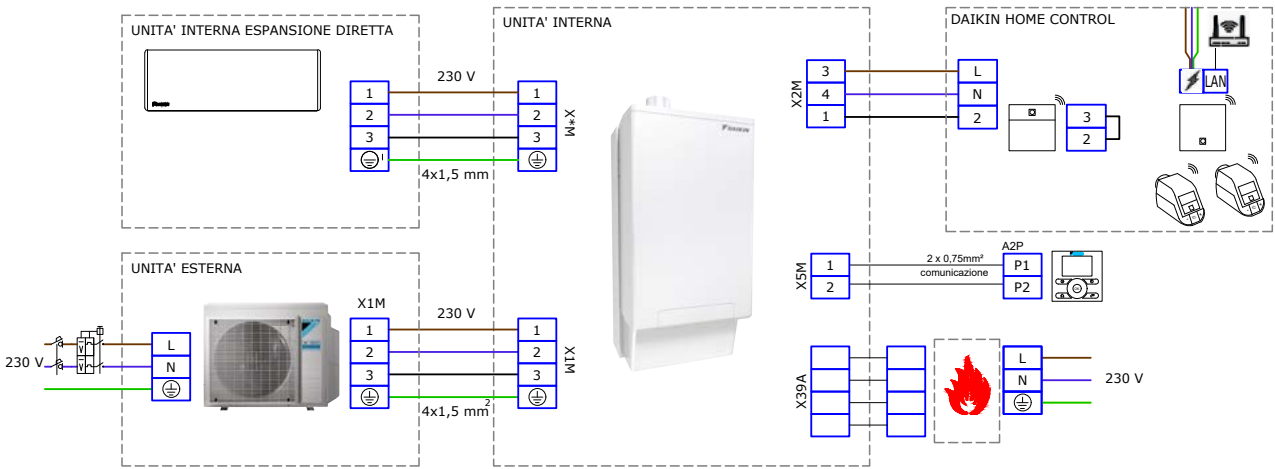 UNITA' INTERNA ESPANSIONE DIRETTA
DAIKIN
1
2
3
230 V
4x1,5 mm
1
2
3
X*M
UNITA' INTERNA
DAIKIN
X2M
3
4
1
DAIKIN HOME CONTROL
L
N
2
3
2
LAN
UNITA' ESTERNA
230 V
L
N
X1M
1
2
3
230 V
4x1,5 mm²
1
2
3
X1M
X5M
1
2
2 x 0,75mm²
comunicazione
A2P
P1
P2
X39A
L
N
230 V